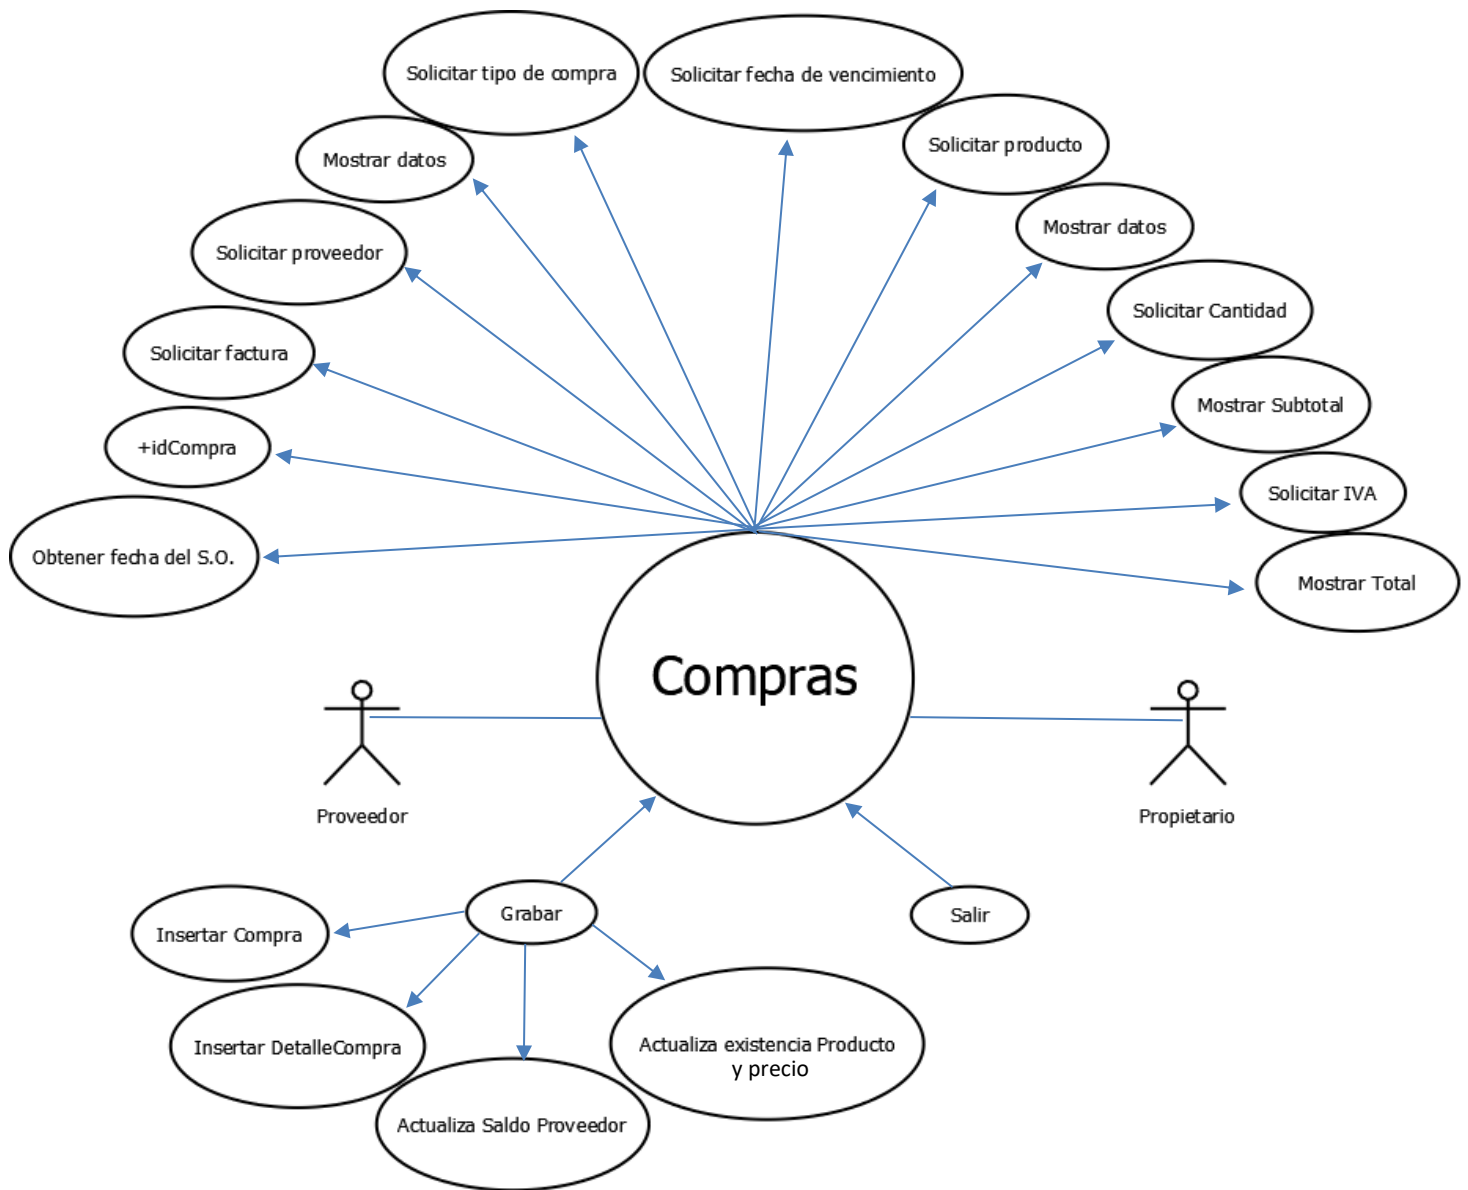 Solicitar tipo de compra
Solicitar fecha de vencimiento
Mostrar datos
Solicitar producto
Solicitar proveedor
Mostrar datos
Solicitar factura
Solicitar Cantidad
+idCompra
Mostrar Subtotal
Obtener fecha del S.O.
Solicitar IVA
Mostrar Total
Compras
Proveedor
Propietario
Grabar
Salir
Insertar Compra
Insertar DetalleCompra
Actualiza existencia Producto
y precio
Actualiza Saldo Proveedor